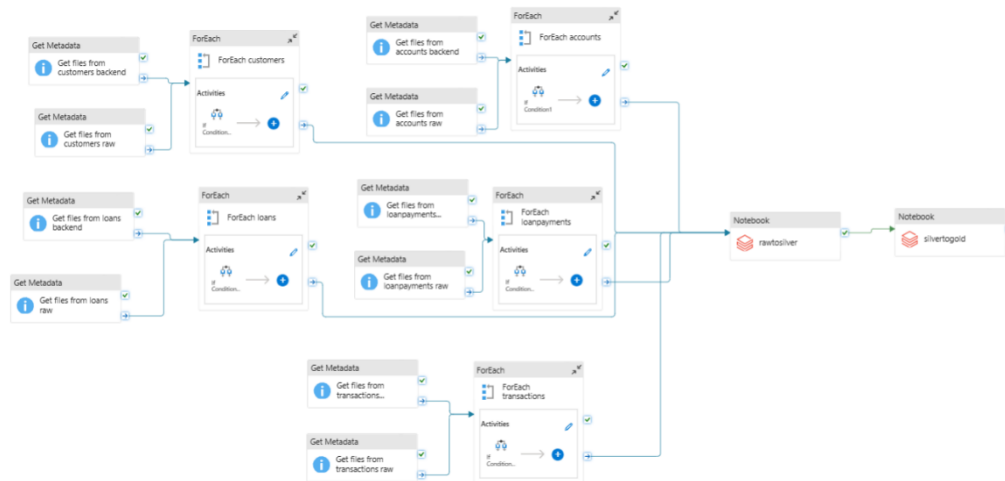 Get Metadata
Get files from
customers backend
Get Metadata
Get files from
customers raw
ForEach
ForEach customers
Activities
If
Condition...
Get Metadata
Get files from
accounts backend
Get Metadata
Get files from
accounts raw
ForEach
ForEach accounts
Activities
If
Condition1
Get Metadata
Get files from loans
backend
Get Metadata
Get files from loans
raw
ForEach
ForEach loans
Activities
If
Condition...
Get Metadata
Get files from
loanpayments...
Get Metadata
Get files from
loanpayments raw
ForEach
ForEach
loanpayments
Activities
If
Condition...
Notebook
rawtosilver
Notebook
silvertogold
Get Metadata
Get files from
transactions...
Get Metadata
Get files from
transactions raw
ForEach
ForEach
transactions
Activities
If
Condition...